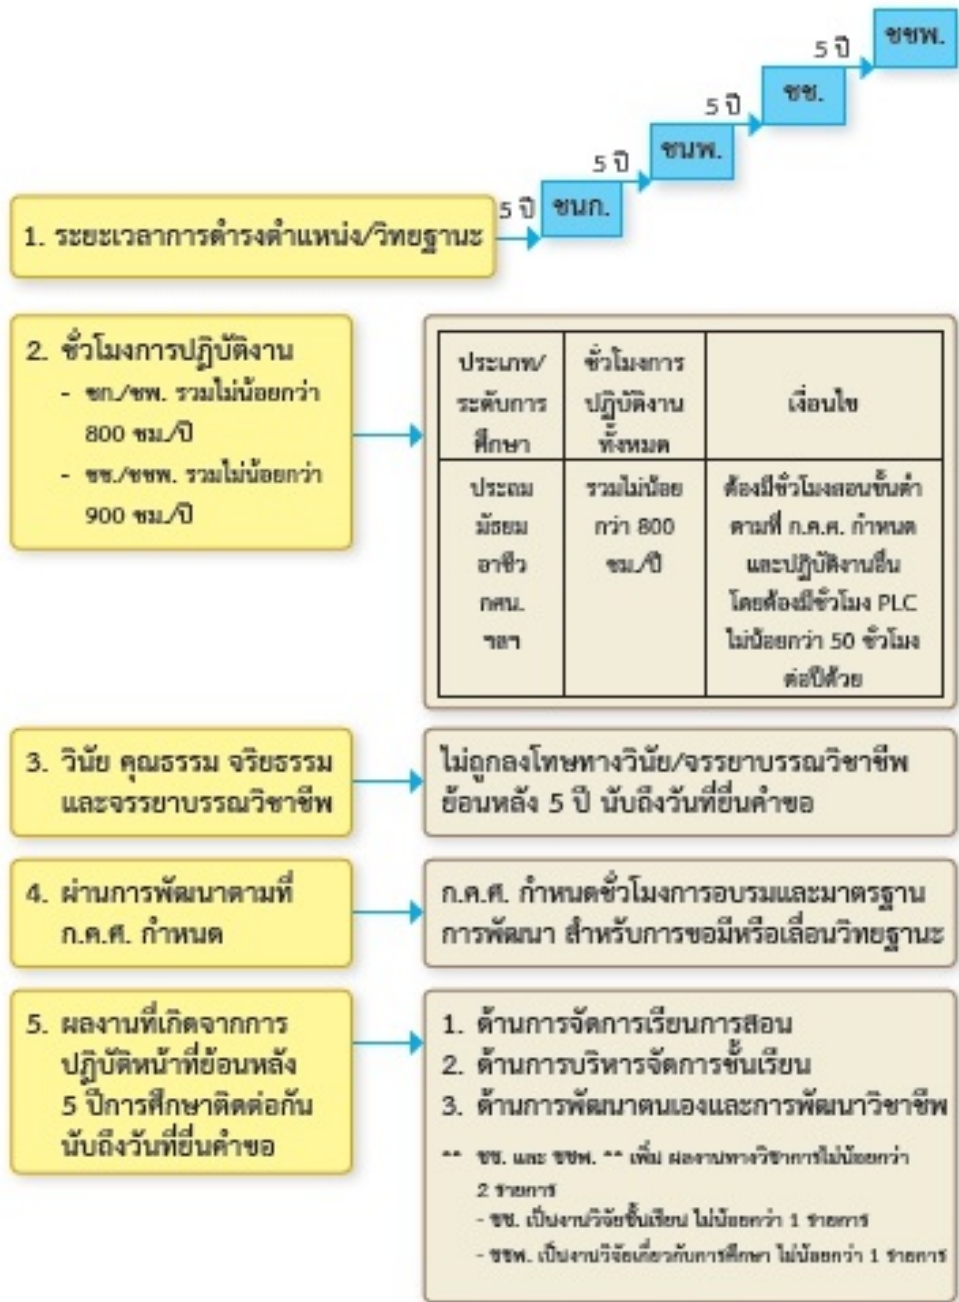 ชชพ.
5 ปี
ชช.
5 ปี
ชนพ.
5 ปี
ชนก.
5 ปี
1. ระยะเวลาการดำรงตำแหน่ง/วิทยฐานะ
2. ชั่วโมงการปฏิบัติงาน
- ชก./ชพ. รวมไม่น้อยกว่า
800 ชม./ปี
- ชช./ชชพ. รวมไม่น้อยกว่า
900 ชม./ปี
ประเภท/
ระดับการ
ศึกษา
ชั่วโมงการ
ปฏิบัติงาน
ทั้งหมด
เงื่อนไข
ประถม
มัธยม
อาชีว
กศน.
ฯลฯ
รวมไม่น้อย
กว่า 800
ชม./ปี
ต้องมีชั่วโมงสอนขั้นต่ำ
ตามที่ ก.ค.ศ. กำหนด
และปฏิบัติงานอื่น
โดยต้องมีชั่วโมง PLC
ไม่น้อยกว่า 50 ชั่วโมง
ต่อปีด้วย
3. วินัย คุณธรรม จริยธรรม
และจรรยาบรรณวิชาชีพ
ไม่ถูกลงโทษทางวินัย/จรรยาบรรณวิชาชีพ
ย้อนหลัง 5 ปี นับถึงวันที่ยื่นคำขอ
4. ผ่านการพัฒนาตามที่
ก.ค.ศ. กำหนด
ก.ค.ศ. กำหนดชั่วโมงการอบรมและมาตรฐาน
การพัฒนา สำหรับการขอมีหรือเลื่อนวิทยฐานะ
5. ผลงานที่เกิดจากการ
ปฏิบัติหน้าที่ย้อนหลัง
5 ปีการศึกษาติดต่อกัน
นับถึงวันที่ยื่นคำขอ
1. ด้านการจัดการเรียนการสอน
2. ด้านการบริหารจัดการชั้นเรียน
3. ด้านการพัฒนาตนเองและการพัฒนาวิชาชีพ
** ชช. และ ชชพ. ** เพิ่ม ผลงานทางวิชาการไม่น้อยกว่า
2 รายการ
- ชช. เป็นงานวิจัยชั้นเรียน ไม่น้อยกว่า 1 รายการ
- ชชพ. เป็นงานวิจัยเกี่ยวกับการศึกษา ไม่น้อยกว่า 1 รายการ